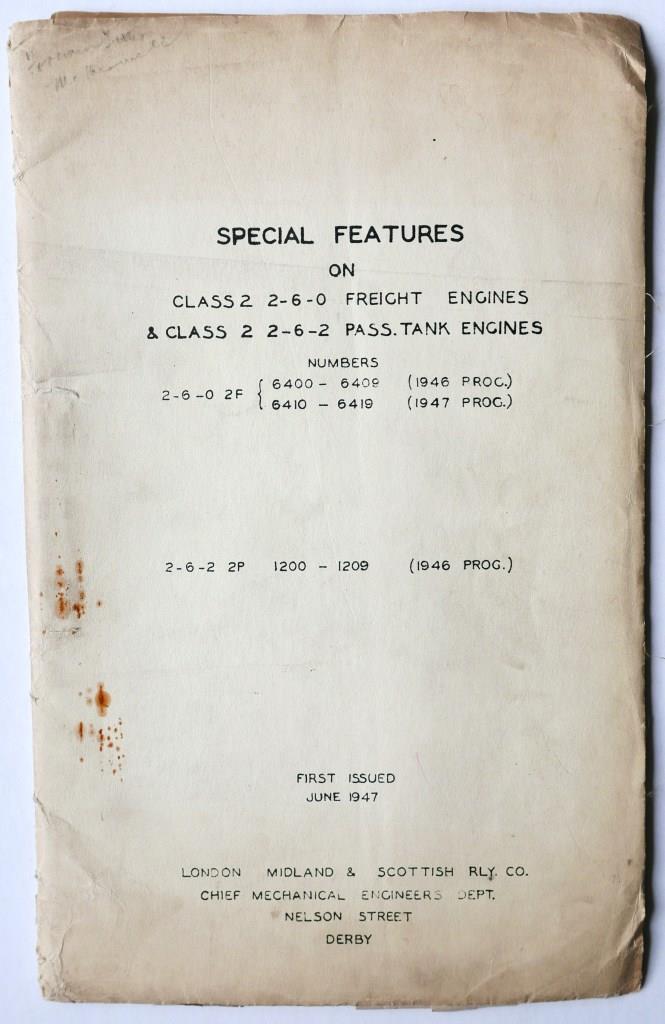 SPECIAL FEATURES
ON
CLASS 2 2-6-0 FREIGHT ENGINES
& CLASS 2 2-6-2 PASS. TANK ENGINES
NUMBERS
2-6-0 2F { 6400 - 6409 (1946 PROG.)
6410 - 6419 (1947 PROG.)
2-6-2 2P 1200 - 1209 (1946 PROG.)
FIRST ISSUED
JUNE 1947
LONDON MIDLAND & SCOTTISH RLY. CO.
CHIEF MECHANICAL ENGINEERS DEPT.
NELSON STREET
DERBY